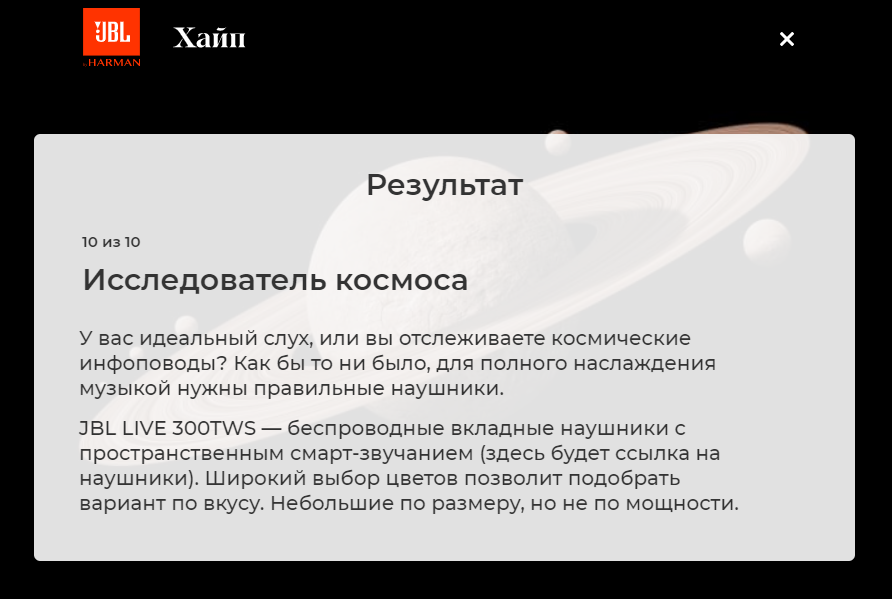 JBL
by HARMAN
Хайп
Результат
10 из 10
Исследователь космоса
У вас идеальный слух, или вы отслеживаете космические
инфоповоды? Как бы то ни было, для полного наслаждения
музыкой нужны правильные наушники.
JBL LIVE 300TWS — беспроводные вкладные наушники с
пространственным смарт-звучанием (здесь будет ссылка на
наушники). Широкий выбор цветов позволит подобрать
вариант по вкусу. Небольшие по размеру, но не по мощности.